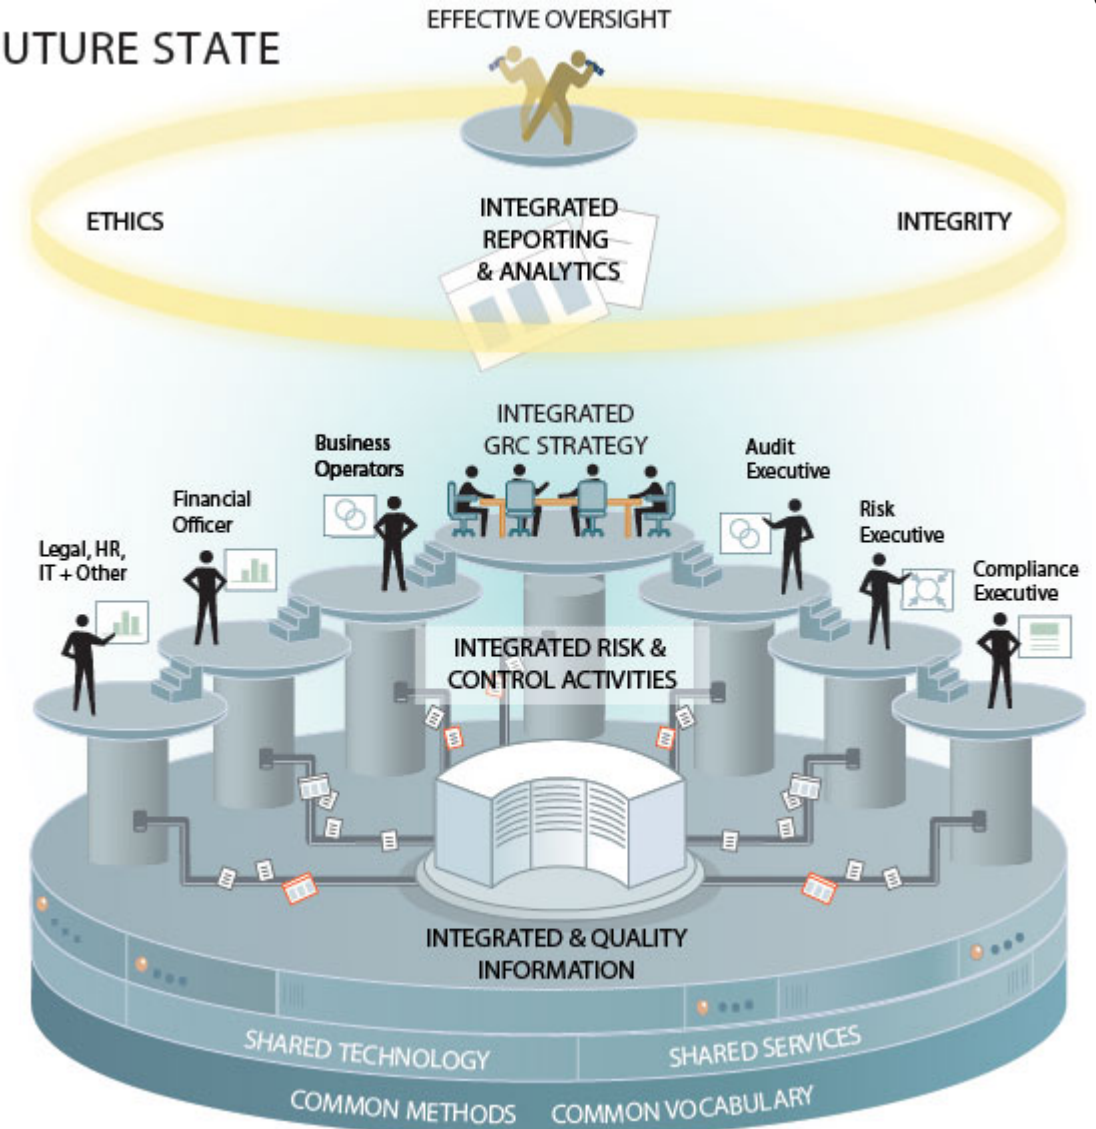 UTURE STATE
EFFECTIVE OVERSIGHT
ETHICS
INTEGRATED
REPORTING
& ANALYTICS
INTEGRITY
INTEGRATED
GRC STRATEGY
Business
Operators
Audit
Executive
Financial
Officer
Risk
Executive
Legal, HR,
IT + Other
Compliance
Executive
INTEGRATED RISK &
CONTROL ACTIVITIES
INTEGRATED & QUALITY
INFORMATION
SHARED TECHNOLOGY
SHARED SERVICES
COMMON METHODS
COMMON VOCABULARY